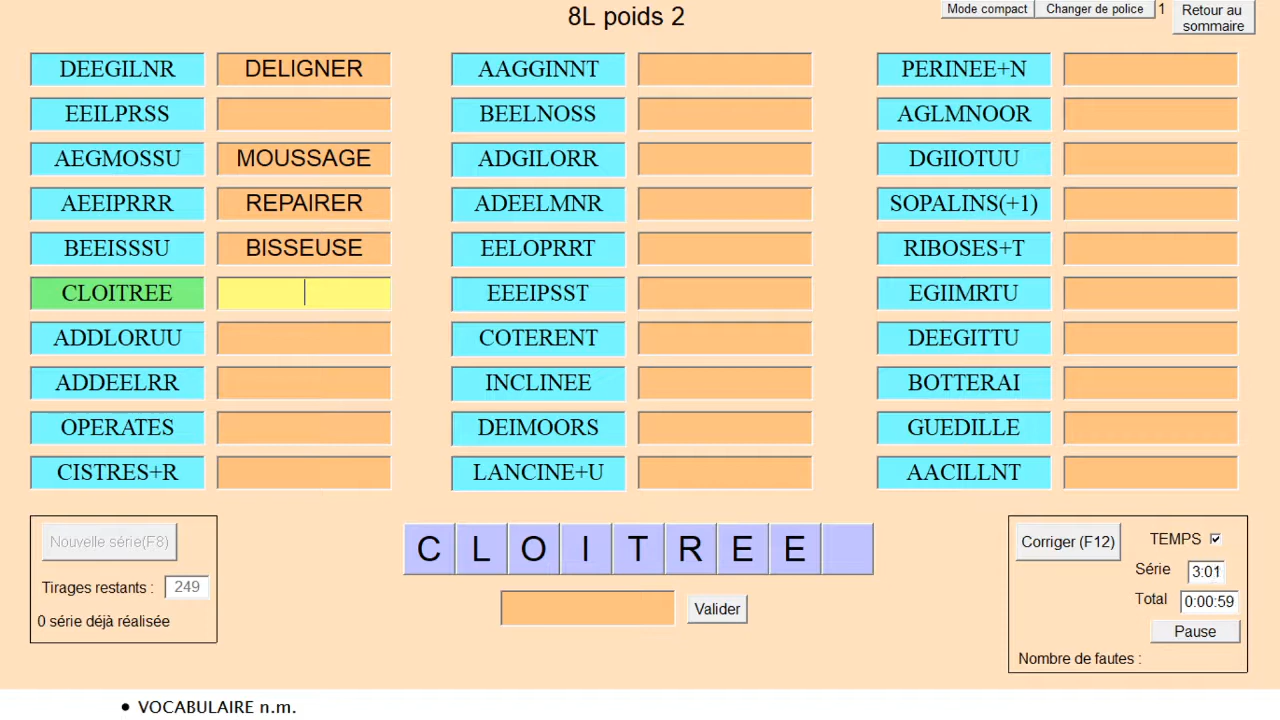 8L poids 2
Mode compact
Changer de police
1
Retour au
sommaire
DEEGILNR DELIGNER AAGGINNT PERINEE+N
EEILPRSS BEELNOSS AGLMNOOR
AEGMOSSU MOUSSAGE ADGILORR DGIIOTUU
AEEIPRRR REPAIRER ADEELMNR SOPALINS(+1)
BEEISSSU BISSEUSE EELOPRRT RIBOSES+T
CLOITREE EEEIPSST EGIIMRTU
ADDLORUU COTERENT DEEGITTU
ADDEELRR INCLINEE BOTTERAI
OPERATES DEIMOORS GUEDILLE
CISTRES+R LANCINE+U AACILLNT
Nouvelle série(F8)
Tirages restants : 249
0 série déjà réalisée
C L O I T R E E
Valider
Corriger (F12)
TEMPS
Série 3:01
Total 0:00:59
Pause
Nombre de fautes :
• VOCABULAIRE n.m.